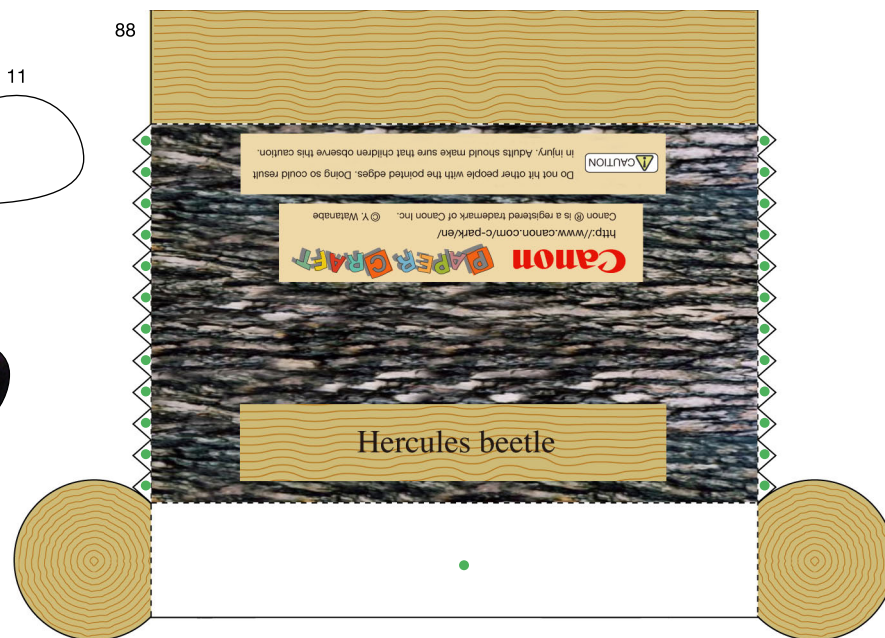 88
11
CAUTION
Do not hit other people with the pointed edges. Doing so could result
in injury. Adults should make sure that children observe this caution.
Canon PAPER CRAFT
http://www.canon.com/c-park/en/
Canon ® is a registered trademark of Canon Inc. © Y. Watanabe
Hercules beetle